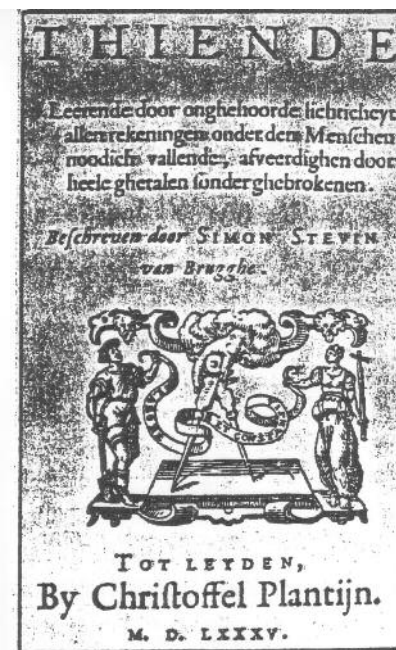 THIENDE
Leerende door onghehoorde lichticheyt
allen rekeningen onder den Menſchen
noodich vallende, afveerdighen door
heele ghetalen ſonder ghebrokenen.
Beſchreven door SIMON STEVIN
van Brugghe.
TOT LEYDEN,
By Chriſtoffel Plantijn.
M. D. LXXXV.